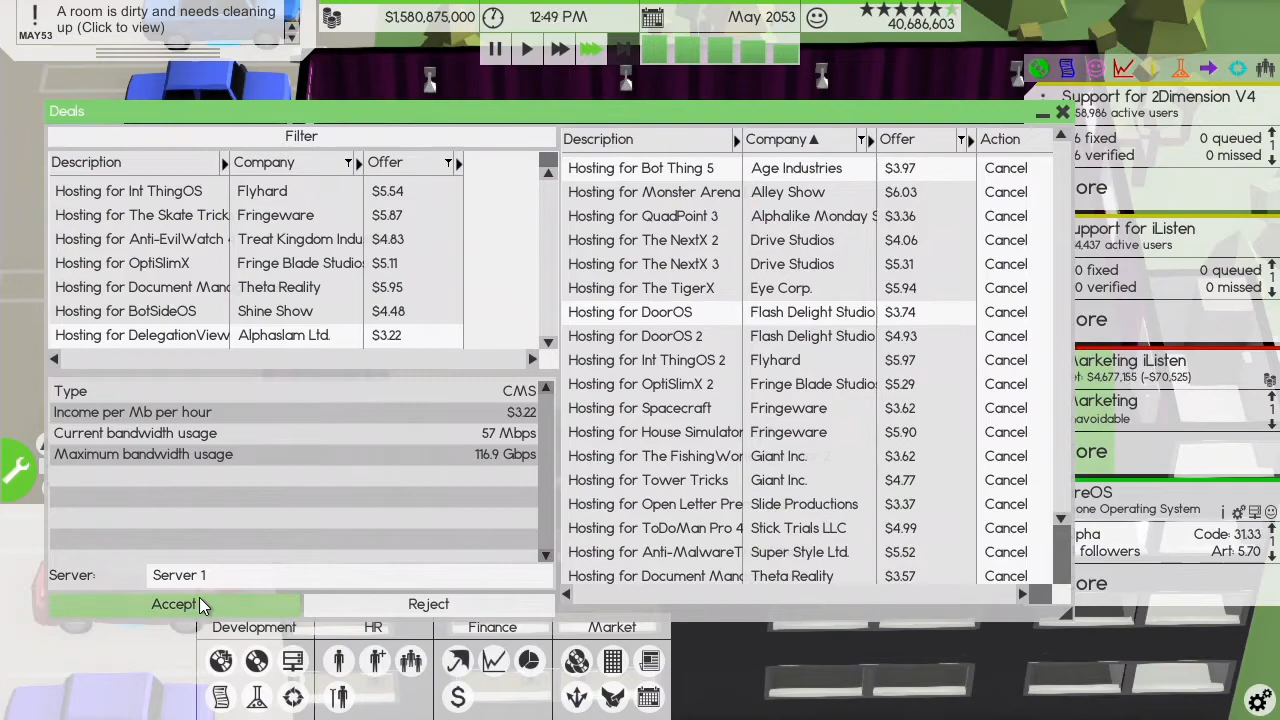 A room is dirty and needs cleaning
up (Click to view)
MAY53
$1,580,875,000
12:49 PM
May 2053
40,686,603
Deals
Filter
Description Company Offer
Hosting for Int ThingOS Flyhard $5.54
Hosting for The Skate Trick Fringeware $5.87
Hosting for Anti-EvilWatch Treat Kingdom Indu $4.83
Hosting for OptiSlimX Fringe Blade Studio $5.11
Hosting for Document Manc Theta Reality $5.95
Hosting for BotSideOS Shine Show $4.48
Hosting for DelegationView Alphaslam Ltd. $3.22
Type CMS
Income per Mb per hour $3.22
Current bandwidth usage 57 Mbps
Maximum bandwidth usage 116.9 Gbps
Server: Server 1
Accept Reject
Description Company Offer Action
Hosting for Bot Thing 5 Age Industries $3.97 Cancel
Hosting for Monster Arena Alley Show $6.03 Cancel
Hosting for QuadPoint 3 Alphalike Monday S $3.36 Cancel
Hosting for The NextX 2 Drive Studios $4.06 Cancel
Hosting for The NextX 3 Drive Studios $5.31 Cancel
Hosting for The TigerX Eye Corp. $5.94 Cancel
Hosting for DoorOS Flash Delight Studio $3.74 Cancel
Hosting for DoorOS 2 Flash Delight Studio $4.93 Cancel
Hosting for Int ThingOS 2 Flyhard $5.97 Cancel
Hosting for OptiSlimX 2 Fringe Blade Studio $5.29 Cancel
Hosting for Spacecraft Fringeware $3.62 Cancel
Hosting for House Simulator Fringeware $5.90 Cancel
Hosting for The FishingWor Giant Inc. $3.62 Cancel
Hosting for Tower Tricks Giant Inc. $4.77 Cancel
Hosting for Open Letter Pre Slide Productions $3.37 Cancel
Hosting for ToDoMan Pro 4 Stick Trials LLC $4.99 Cancel
Hosting for Anti-MalwareT Super Style Ltd. $5.52 Cancel
Hosting for Document Manc Theta Reality $3.57 Cancel
Support for 2Dimension V4
58,986 active users
6 fixed 0 queued
6 verified 0 missed
1
ore
upport for iListen
4,437 active users
0 fixed 0 queued
0 verified 2 missed
1
ore
arketing iListen
et: $4,677,155 (-$70,525)
arketing
navoidable
1
ore
reOS
one Operating System
pha Code: 31.33
followers Art: 5.70
1
ore
Development HR Finance Market